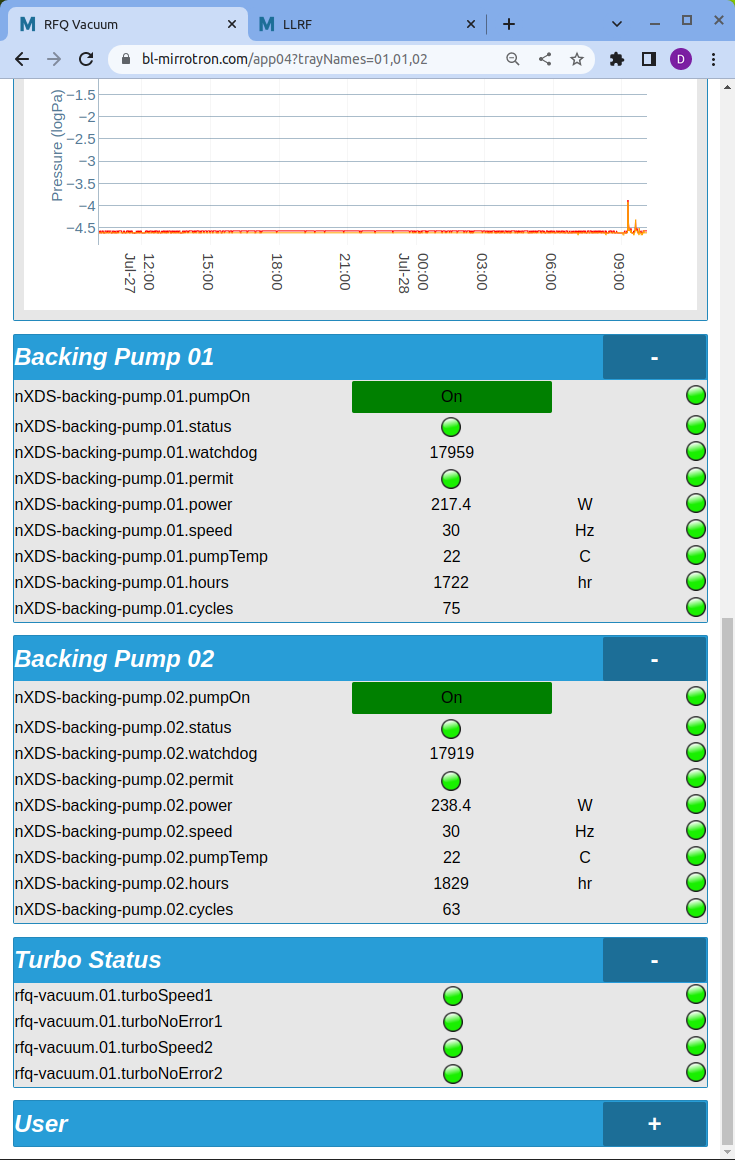 RFQ Vacuum
LLRF
bl-mirrotron.com/app04?trayNames=01,01,02
D
Pressure (logPa)
−1.5
−2
−2.5
−3
−3.5
−4
−4.5
12:00
Jul-27
15:00
18:00
21:00
00:00
Jul-28
03:00
06:00
09:00
Backing Pump 01 -
nXDS-backing-pump.01.pumpOn On
nXDS-backing-pump.01.status
nXDS-backing-pump.01.watchdog 17959
nXDS-backing-pump.01.permit
nXDS-backing-pump.01.power 217.4 W
nXDS-backing-pump.01.speed 30 Hz
nXDS-backing-pump.01.pumpTemp 22 C
nXDS-backing-pump.01.hours 1722 hr
nXDS-backing-pump.01.cycles 75
Backing Pump 02 -
nXDS-backing-pump.02.pumpOn On
nXDS-backing-pump.02.status
nXDS-backing-pump.02.watchdog 17919
nXDS-backing-pump.02.permit
nXDS-backing-pump.02.power 238.4 W
nXDS-backing-pump.02.speed 30 Hz
nXDS-backing-pump.02.pumpTemp 22 C
nXDS-backing-pump.02.hours 1829 hr
nXDS-backing-pump.02.cycles 63
Turbo Status -
rfq-vacuum.01.turboSpeed1
rfq-vacuum.01.turboNoError1
rfq-vacuum.01.turboSpeed2
rfq-vacuum.01.turboNoError2
User +